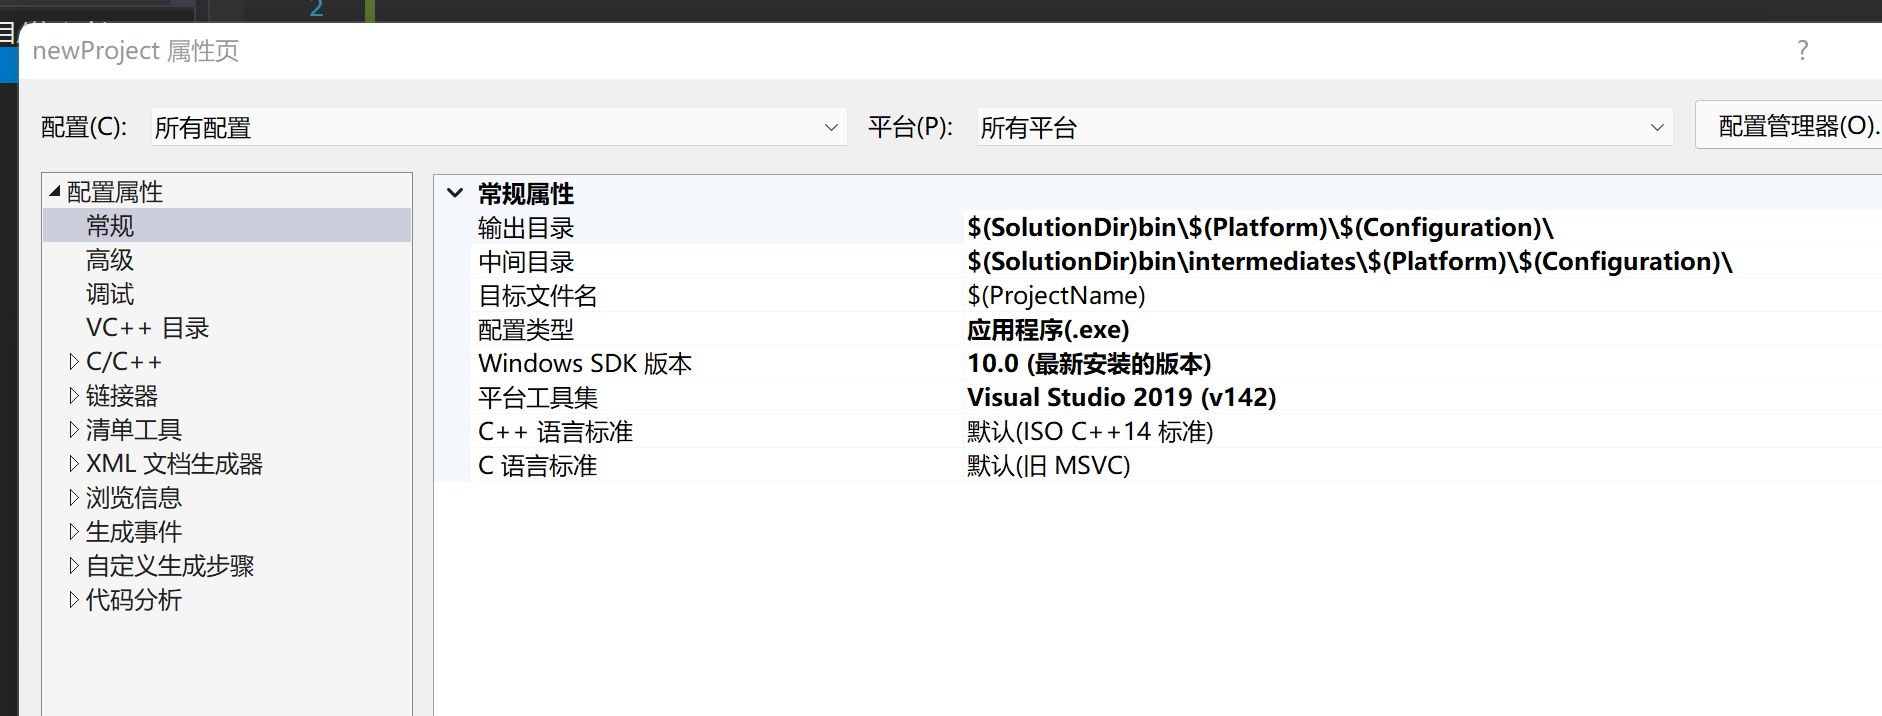 2
newProject 属性页
?
配置(C): 所有配置 平台(P): 所有平台 配置管理器(O).
配置属性
常规
高级
调试
VC++ 目录
C/C++
链接器
清单工具
XML 文档生成器
浏览信息
生成事件
自定义生成步骤
代码分析
常规属性
输出目录 $(SolutionDir)bin\$(Platform)\$(Configuration)\
中间目录 $(SolutionDir)bin\intermediates\$(Platform)\$(Configuration)\
目标文件名 $(ProjectName)
配置类型 应用程序(.exe)
Windows SDK 版本 10.0 (最新安装的版本)
平台工具集 Visual Studio 2019 (v142)
C++ 语言标准 默认(ISO C++14 标准)
C 语言标准 默认(旧 MSVC)